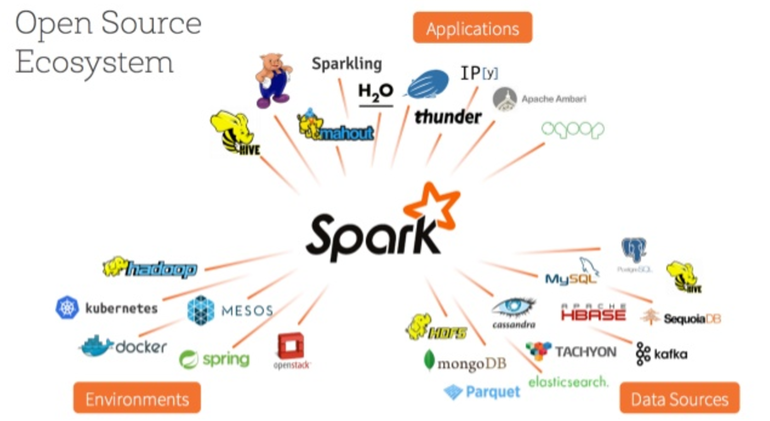 Open Source
Ecosystem
Applications
Sparkling
H₂O
IP[y]
Apache Ambari
HIVE
mahout
thunder
Spark
hadoop
kubernetes
MESOS
docker
spring
openstack
Environments
PostgreSQL
MySQL
HIVE
cassandra
APACHE
HBASE
SequoiaDB
HDFS
mongoDB
TACHYON
kafka
Parquet
elasticsearch.
Data Sources